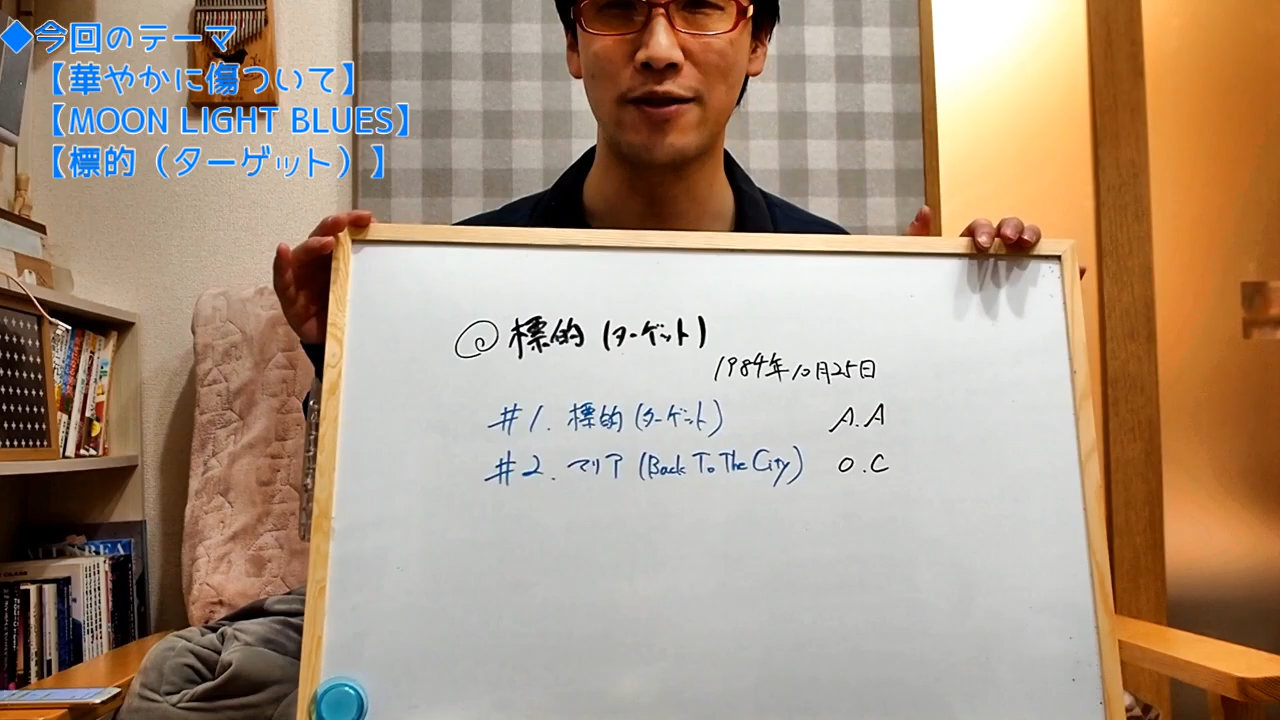 ◆今回のテーマ
【華やかに傷ついて】
【MOON LIGHT BLUES】
【標的（ターゲット）】
◎標的（ターゲット）
1984年10月25日
#1. 標的（ターゲット） A.A
#2. マリア（Back To The City） O.C